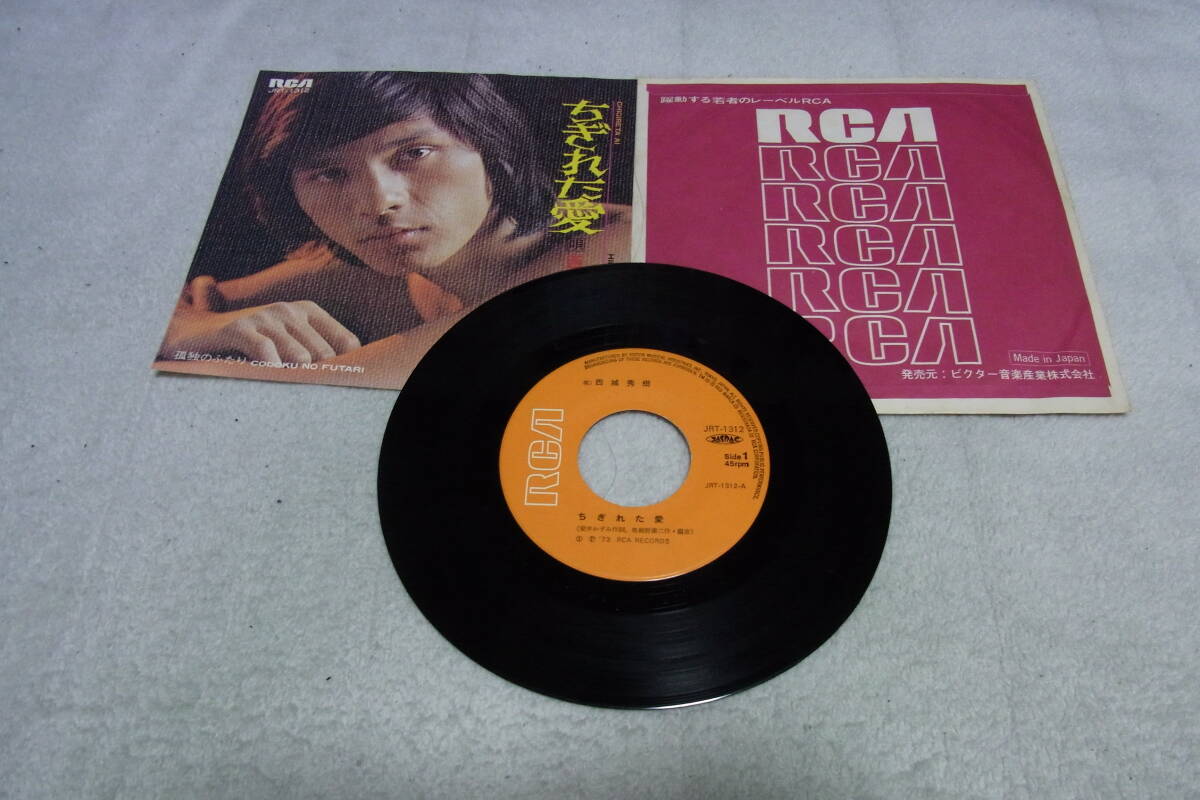 RCA
JRT-1312
CHIGIRETA AI
ちぎれた愛
唄
孤独のふたり CODOKU NO FUTARI
躍動する若者のレーベルRCA
RCA
RCA
RCA
RCA
RCA
RCA
Made in Japan
発売元:ビクター音楽産業株式会社
西城秀樹
RCA
JRT-1312
Side 1
45rpm
JRT-1312-A
ちぎれた愛
Ⓟ '73 RCA RECORDS